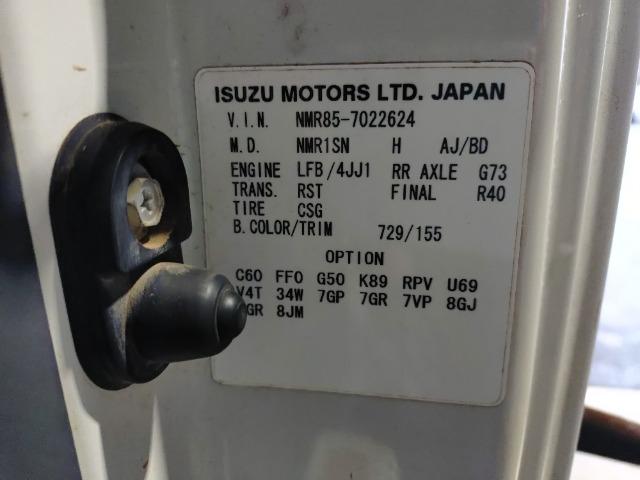 ISUZU MOTORS LTD. JAPAN
V.I.N. NMR85-7022624
M.D. NMR1SN H AJ/BD
ENGINE LFB/4JJ1 RR AXLE G73
TRANS. RST FINAL R40
TIRE CSG
B.COLOR/TRIM 729/155
OPTION
C60 FF0 G50 K89 RPV U69
34W 7GP 7GR 7VP 8GJ
8JM